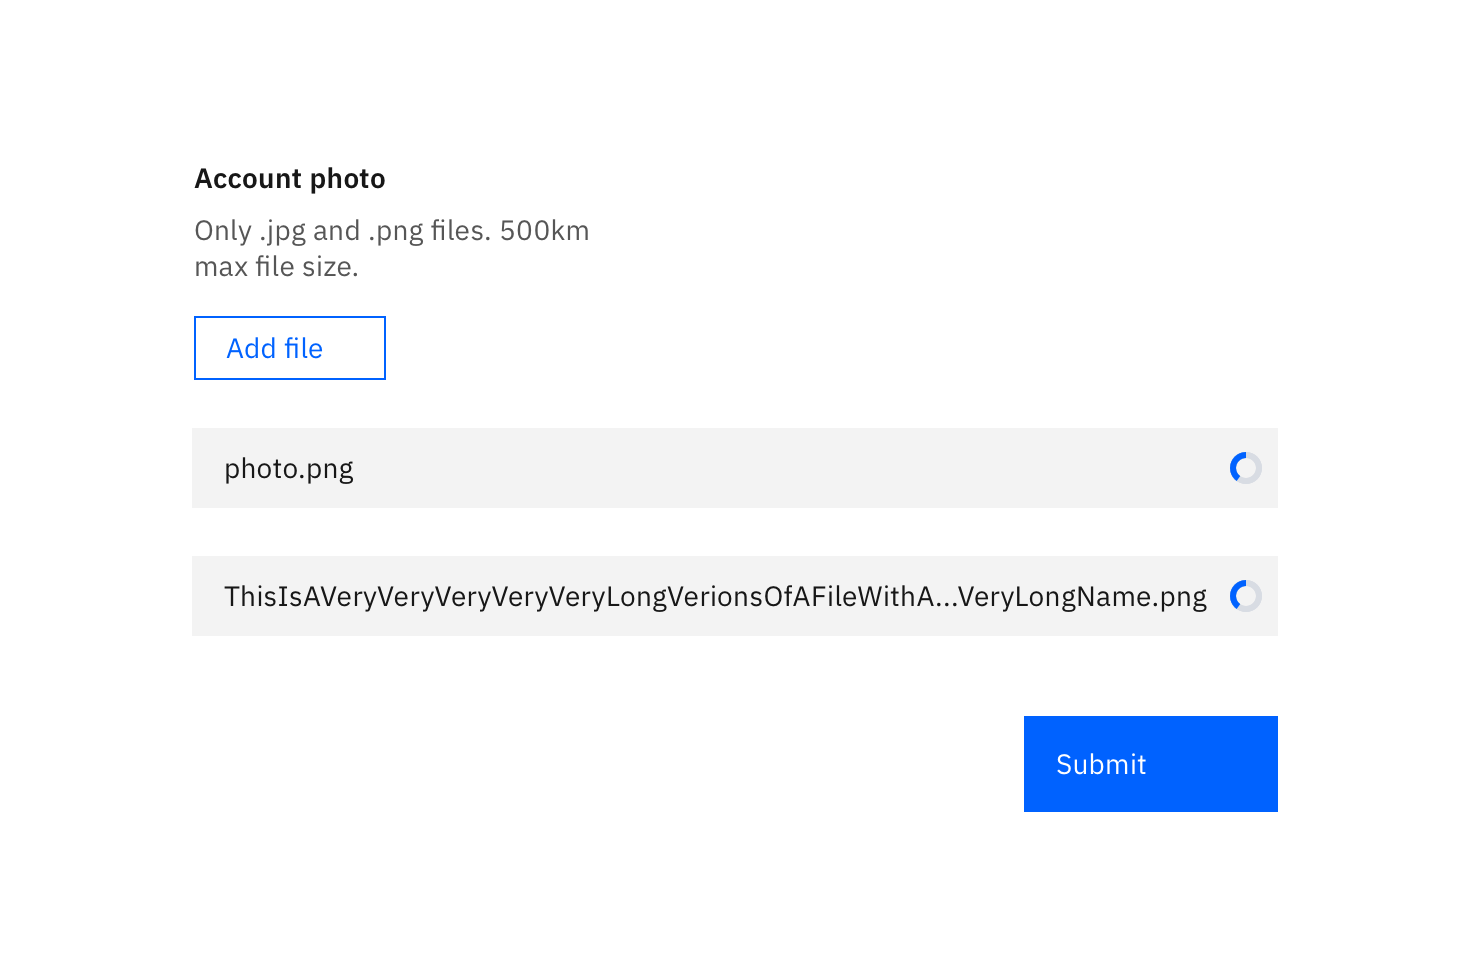 Account photo
Only .jpg and .png files. 500km
max file size.
Add file
photo.png
ThisIsAVeryVeryVeryVeryVeryLongVerionsOfAFileWithA...VeryLongName.png
Submit